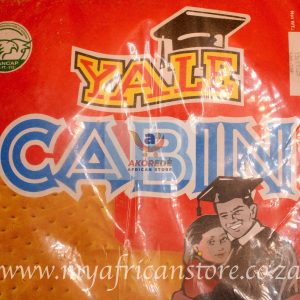 YALE
CABIN
a
AKOREDE
AFRICAN STORE
www.myafricanstore.co.za